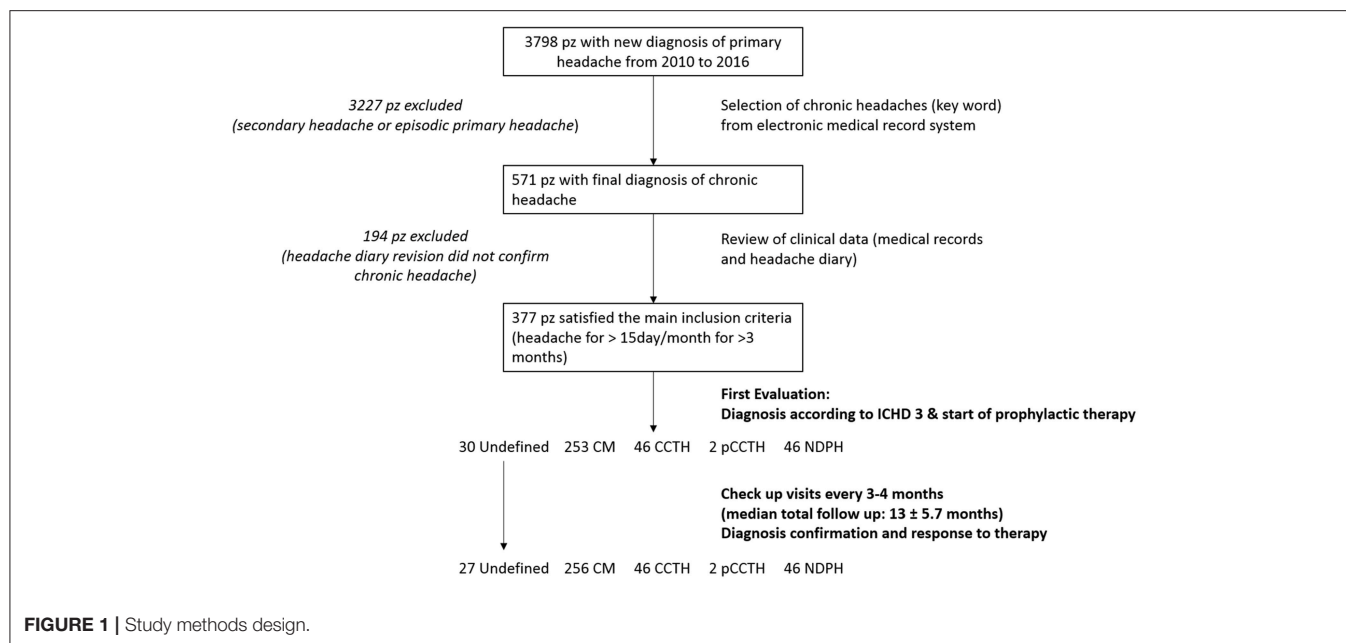 3798 pz with new diagnosis of primary
headache from 2010 to 2016
3227 pz excluded
(secondary headache or episodic primary headache)
Selection of chronic headaches (key word)
from electronic medical record system
571 pz with final diagnosis of chronic
headache
194 pz excluded
(headache diary revision did not confirm
chronic headache)
Review of clinical data (medical records
and headache diary)
377 pz satisfied the main inclusion criteria
(headache for > 15day/month for >3
months)
First Evaluation:
Diagnosis according to ICHD 3 & start of prophylactic therapy
30 Undefined 253 CM 46 CCTH 2 pCCTH 46 NDPH
Check up visits every 3-4 months
(median total follow up: 13 ± 5.7 months)
Diagnosis confirmation and response to therapy
27 Undefined 256 CM 46 CCTH 2 pCCTH 46 NDPH
FIGURE 1 | Study methods design.